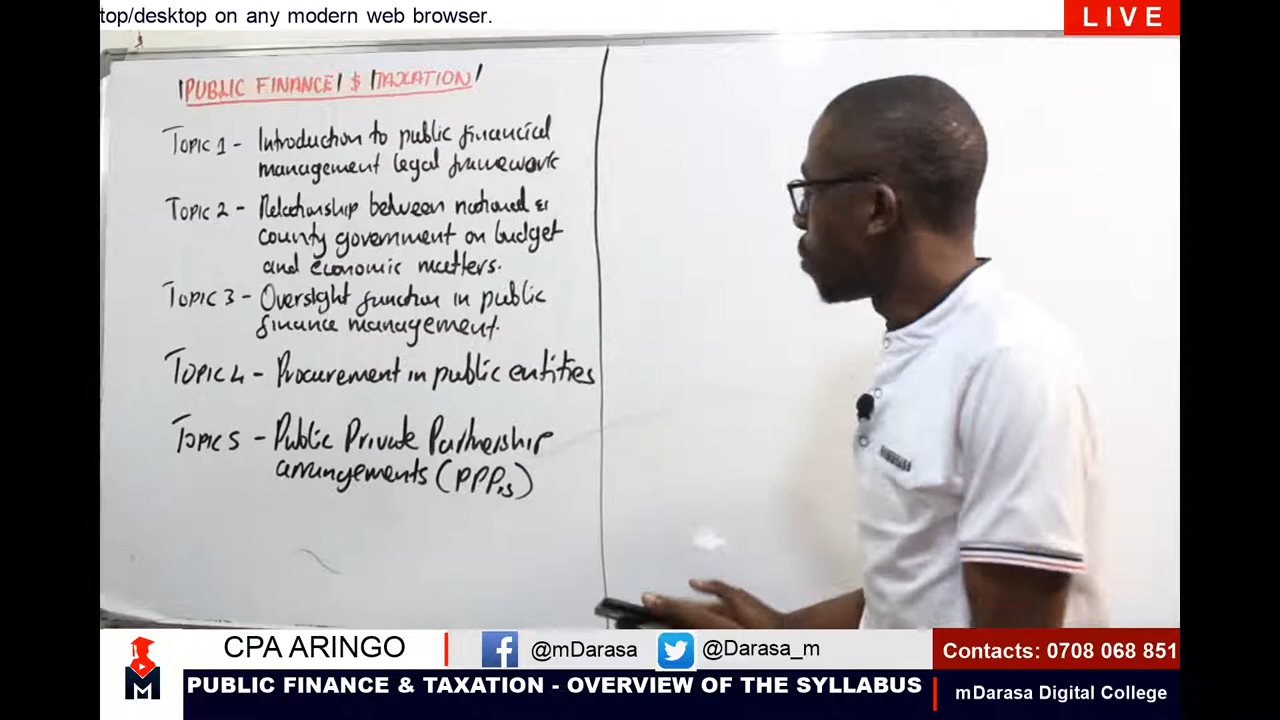 top/desktop on any modern web browser.
LIVE
PUBLIC FINANCE & TAXATION
TOPIC 1 - Introduction to public financial
management legal framework
TOPIC 2 - Relationship between national &
county government on budget
and economic matters.
TOPIC 3 - Oversight function in public
finance management.
TOPIC 4 - Procurement in public entities
TOPIC 5 - Public Private Partnership
arrangements (PPPs)
CPA ARINGO
@mDarasa
@Darasa_m
Contacts: 0708 068 851
PUBLIC FINANCE & TAXATION - OVERVIEW OF THE SYLLABUS
mDarasa Digital College